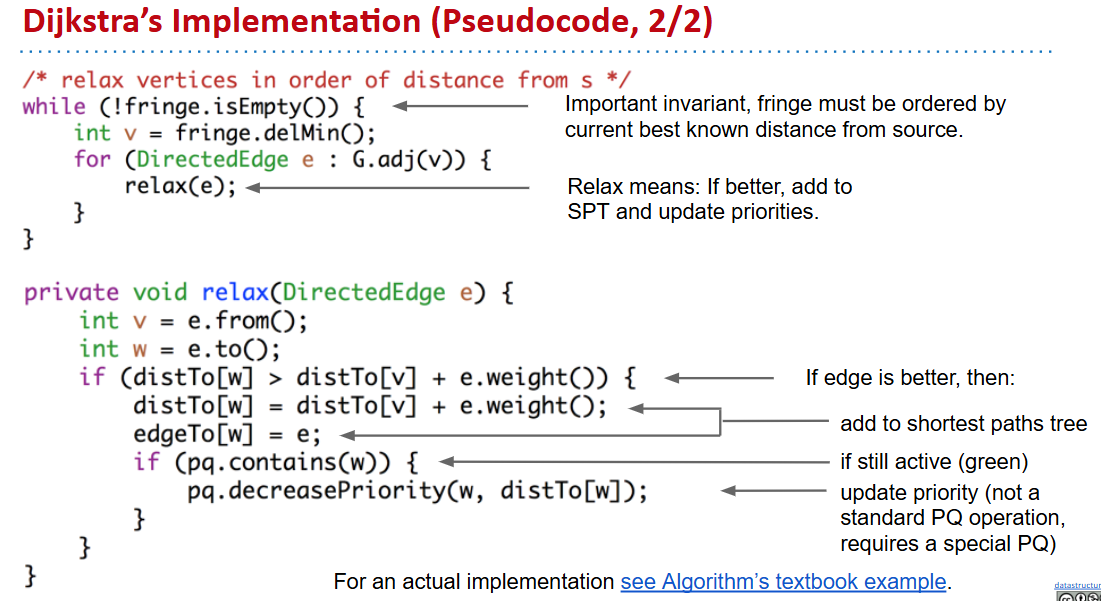 Dijkstra's Implementation (Pseudocode, 2/2)
/* relax vertices in order of distance from s */
while (!fringe.isEmpty()) {
    int v = fringe.delMin();
    for (DirectedEdge e : G.adj(v)) {
        relax(e);
    }
}
Important invariant, fringe must be ordered by
current best known distance from source.
Relax means: If better, add to
SPT and update priorities.
private void relax(DirectedEdge e) {
    int v = e.from();
    int w = e.to();
    if (distTo[w] > distTo[v] + e.weight()) {
        distTo[w] = distTo[v] + e.weight();
        edgeTo[w] = e;
        if (pq.contains(w)) {
            pq.decreasePriority(w, distTo[w]);
        }
    }
}
If edge is better, then:
add to shortest paths tree
if still active (green)
update priority (not a
standard PQ operation,
requires a special PQ)
For an actual implementation see Algorithm's textbook example.
datastructur